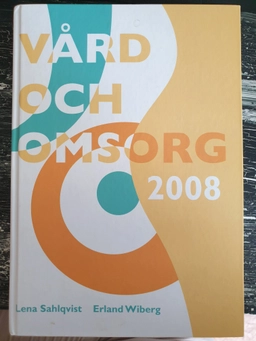 VÅRD
OCH
OMSORG
2008
Lena Sahlqvist Erland Wiberg